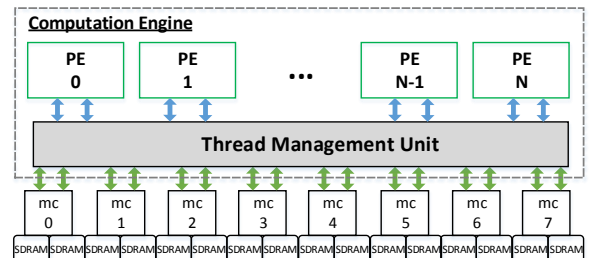 Computation Engine
PE PE ... PE PE
0 1 N-1 N
Thread Management Unit
mc mc mc mc mc mc mc mc
0 1 2 3 4 5 6 7
SDRAM SDRAM SDRAM SDRAM SDRAM SDRAM SDRAM SDRAM SDRAM SDRAM SDRAM SDRAM SDRAM SDRAM SDRAM SDRAM